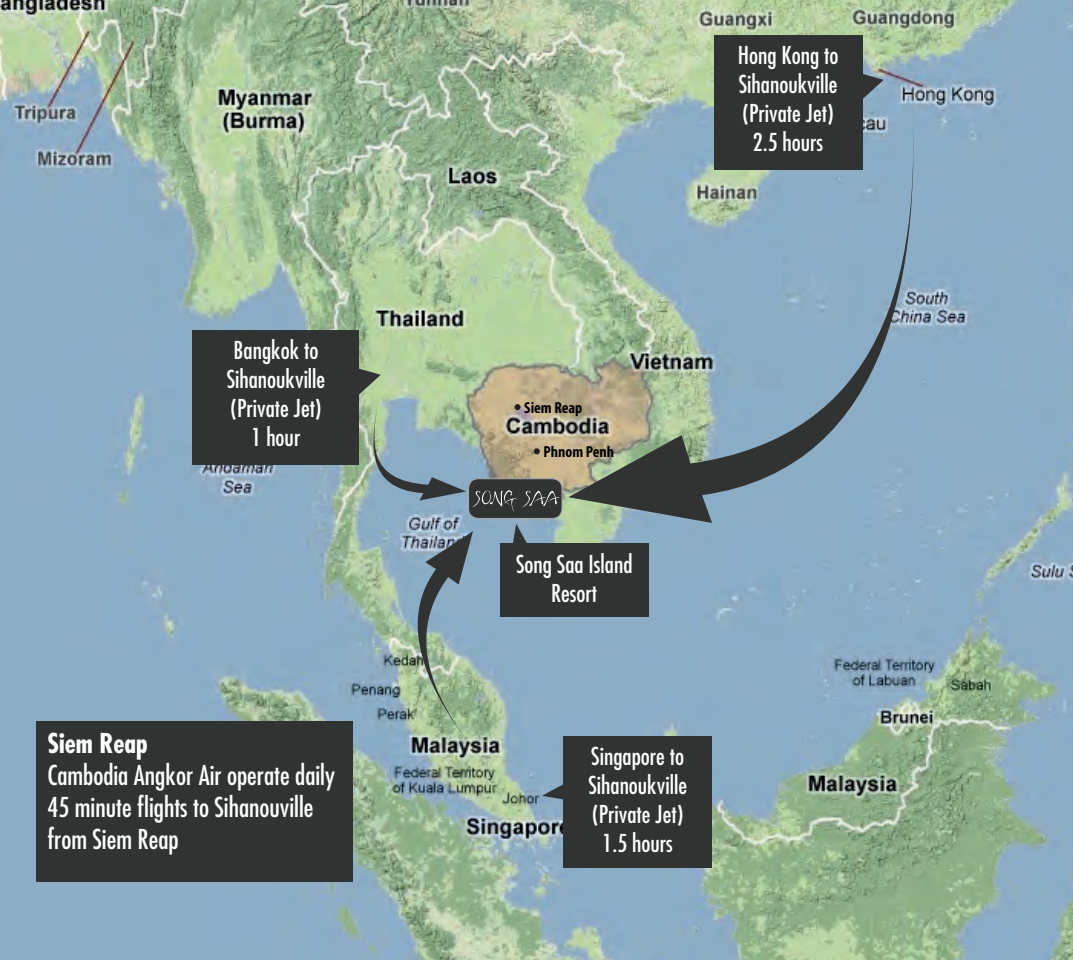 angladesh
Guangxi
Guangdong
Hong Kong to
Sihanoukville
(Private Jet)
2.5 hours
Hong Kong
cau
Tripura
Myanmar
(Burma)
Mizoram
Laos
Hainan
South
China Sea
Thailand
Vietnam
Bangkok to
Sihanoukville
(Private Jet)
1 hour
Siem Reap
Cambodia
Phnom Penh
Andaman
Sea
SONG SAA
Gulf of
Thailand
Song Saa Island
Resort
Sulu S
Kedah
Penang
Perak
Malaysia
Federal Territory
of Kuala Lumpur
Johor
Singapore
Federal Territory
of Labuan
Sabah
Brunei
Malaysia
Siem Reap
Cambodia Angkor Air operate daily
45 minute flights to Sihanouville
from Siem Reap
Singapore to
Sihanoukville
(Private Jet)
1.5 hours